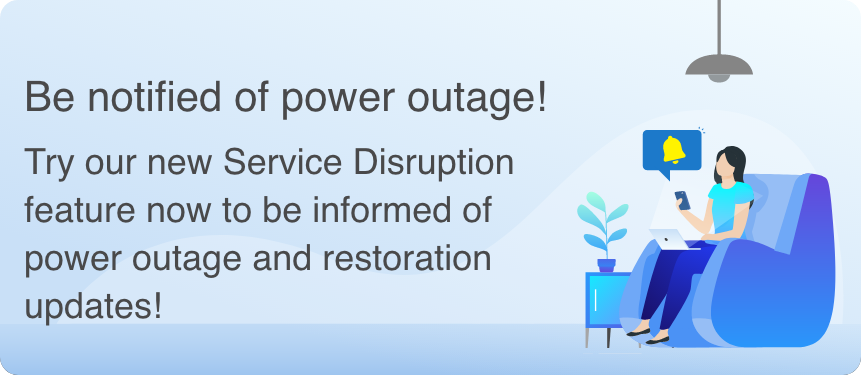 Be notified of power outage!
Try our new Service Disruption
feature now to be informed of
power outage and restoration
updates!